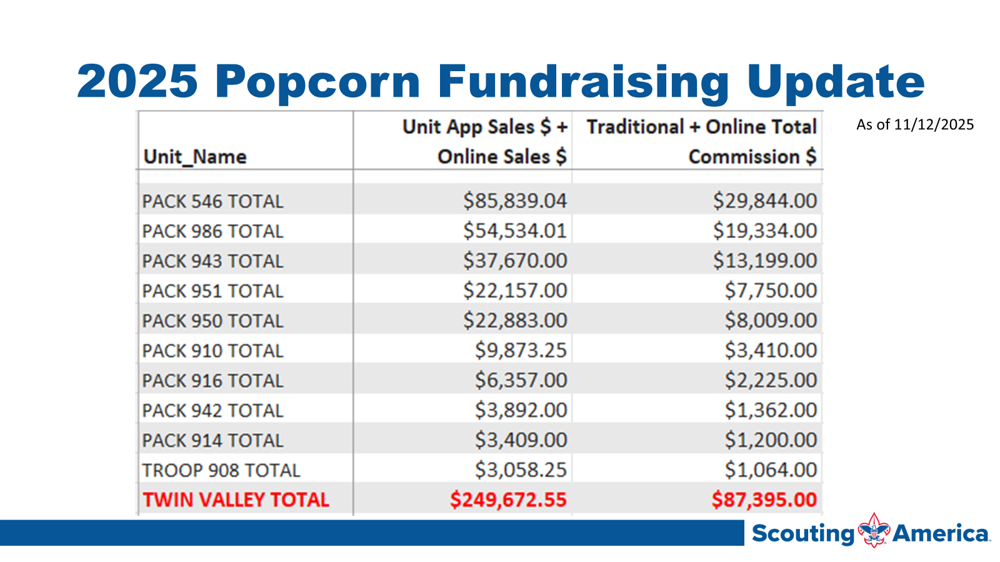 2025 Popcorn Fundraising Update
As of 11/12/2025
Unit_Name Unit App Sales $ + Online Sales $ Traditional + Online Total Commission $
PACK 546 TOTAL $85,839.04 $29,844.00
PACK 986 TOTAL $54,534.01 $19,334.00
PACK 943 TOTAL $37,670.00 $13,199.00
PACK 951 TOTAL $22,157.00 $7,750.00
PACK 950 TOTAL $22,883.00 $8,009.00
PACK 910 TOTAL $9,873.25 $3,410.00
PACK 916 TOTAL $6,357.00 $2,225.00
PACK 942 TOTAL $3,892.00 $1,362.00
PACK 914 TOTAL $3,409.00 $1,200.00
TROOP 908 TOTAL $3,058.25 $1,064.00
TWIN VALLEY TOTAL $249,672.55 $87,395.00
Scouting America